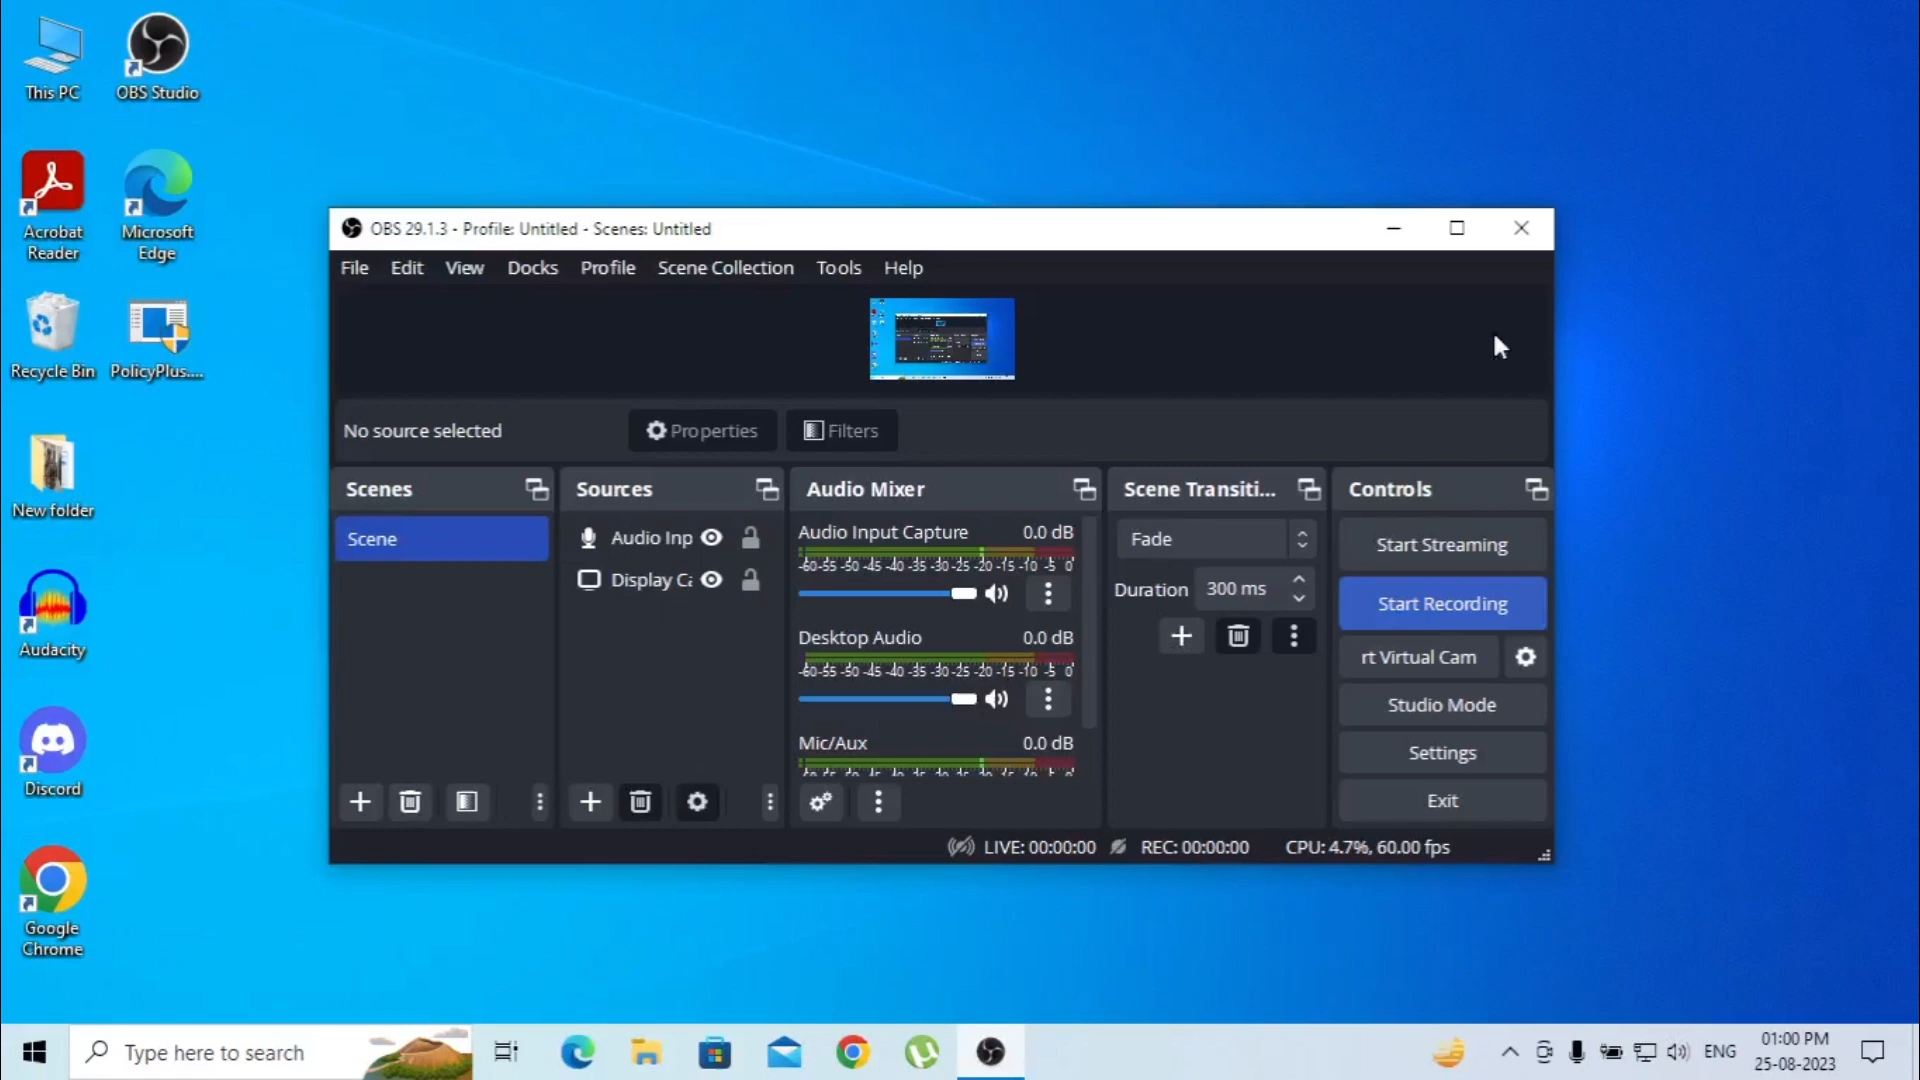 This PC
OBS Studio
Acrobat
Reader
Microsoft
Edge
Recycle Bin
PolicyPlus....
New folder
Audacity
Discord
Google
Chrome
OBS 29.1.3 - Profile: Untitled - Scenes: Untitled
File Edit View Docks Profile Scene Collection Tools Help
No source selected
Properties
Filters
Scenes
Scene
Sources
Audio Inp
Display Ca
Audio Mixer
Audio Input Capture 0.0 dB
-60 -55 -50 -45 -40 -35 -30 -25 -20 -15 -10 -5 0
Desktop Audio 0.0 dB
-60 -55 -50 -45 -40 -35 -30 -25 -20 -15 -10 -5 0
Mic/Aux 0.0 dB
Scene Transiti...
Fade
Duration 300 ms
Controls
Start Streaming
Start Recording
rt Virtual Cam
Studio Mode
Settings
Exit
LIVE: 00:00:00 REC: 00:00:00 CPU: 4.7%, 60.00 fps
Type here to search
ENG
01:00 PM
25-08-2023